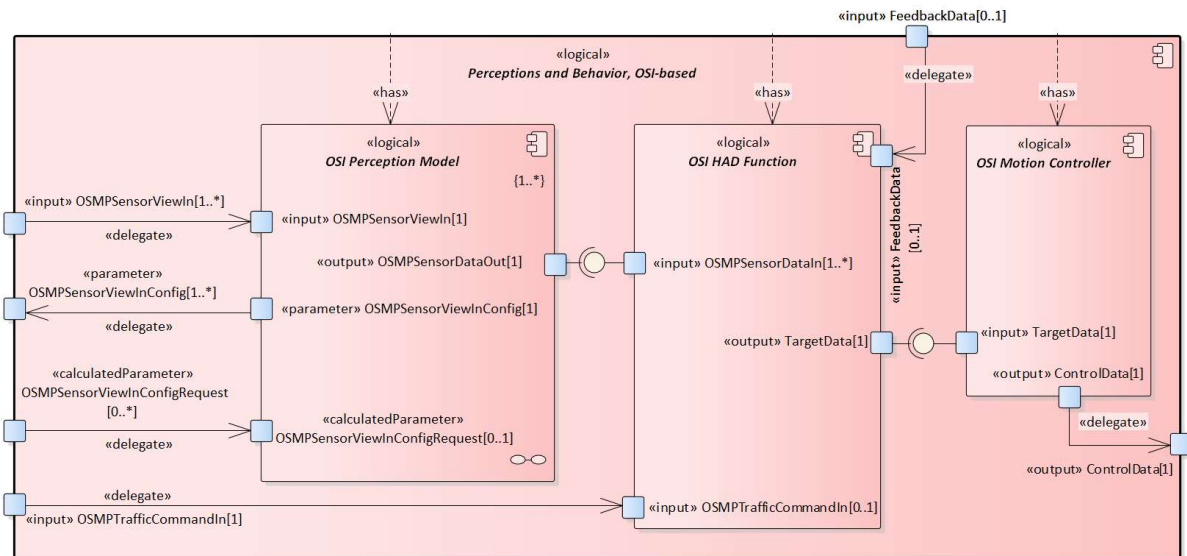 «input» FeedbackData[0..1]
«logical»
Perceptions and Behavior, OSI-based
«delegate»
«has»
«has»
«has»
«logical»
OSI Perception Model
{1..*}
«logical»
OSI HAD Function
«logical»
OSI Motion Controller
«input» OSMPSensorViewIn[1..*]
«delegate»
«input» OSMPSensorViewIn[1]
«output» OSMPSensorDataOut[1]
«input» OSMPSensorDataIn[1..*]
«input» FeedbackData
[0..1]
«parameter»
OSMPSensorViewInConfig[1..*]
«delegate»
«parameter» OSMPSensorViewInConfig[1]
«output» TargetData[1]
«input» TargetData[1]
«output» ControlData[1]
«delegate»
«output» ControlData[1]
«calculatedParameter»
OSMPSensorViewInConfigRequest
[0..*]
«delegate»
«calculatedParameter»
OSMPSensorViewInConfigRequest[0..1]
«delegate»
«input» OSMPTrafficCommandIn[1]
«input» OSMPTrafficCommandIn[0..1]